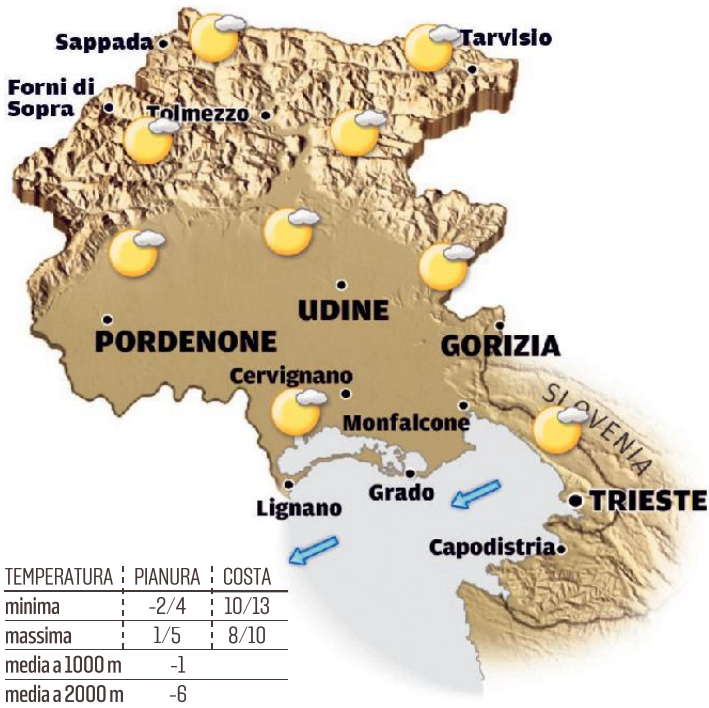 Sappada
Tarvisio
Forni di
Sopra
Tolmezzo
UDINE
PORDENONE
GORIZIA
Cervignano
SLOVENIA
Monfalcone
Lignano
Grado
TRIESTE
Capodistria
TEMPERATURA PIANURA COSTA
minima -2/4 10/13
massima 1/5 8/10
media a 1000 m -1
media a 2000 m -6